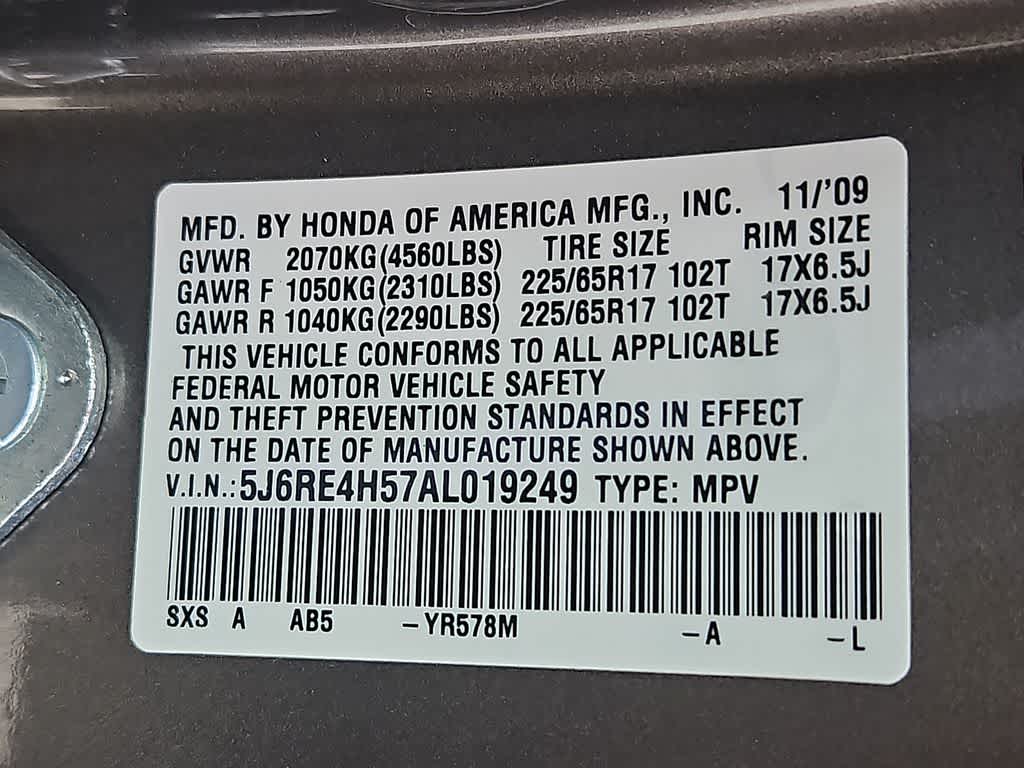 MFD. BY HONDA OF AMERICA MFG., INC. 11/'09
GVWR 2070KG(4560LBS) TIRE SIZE RIM SIZE
GAWR F 1050KG(2310LBS) 225/65R17 102T 17X6.5J
GAWR R 1040KG(2290LBS) 225/65R17 102T 17X6.5J
THIS VEHICLE CONFORMS TO ALL APPLICABLE
FEDERAL MOTOR VEHICLE SAFETY
AND THEFT PREVENTION STANDARDS IN EFFECT
ON THE DATE OF MANUFACTURE SHOWN ABOVE.
V.I.N.: 5J6RE4H57AL019249 TYPE: MPV
SXS A AB5 -YR578M -A -L